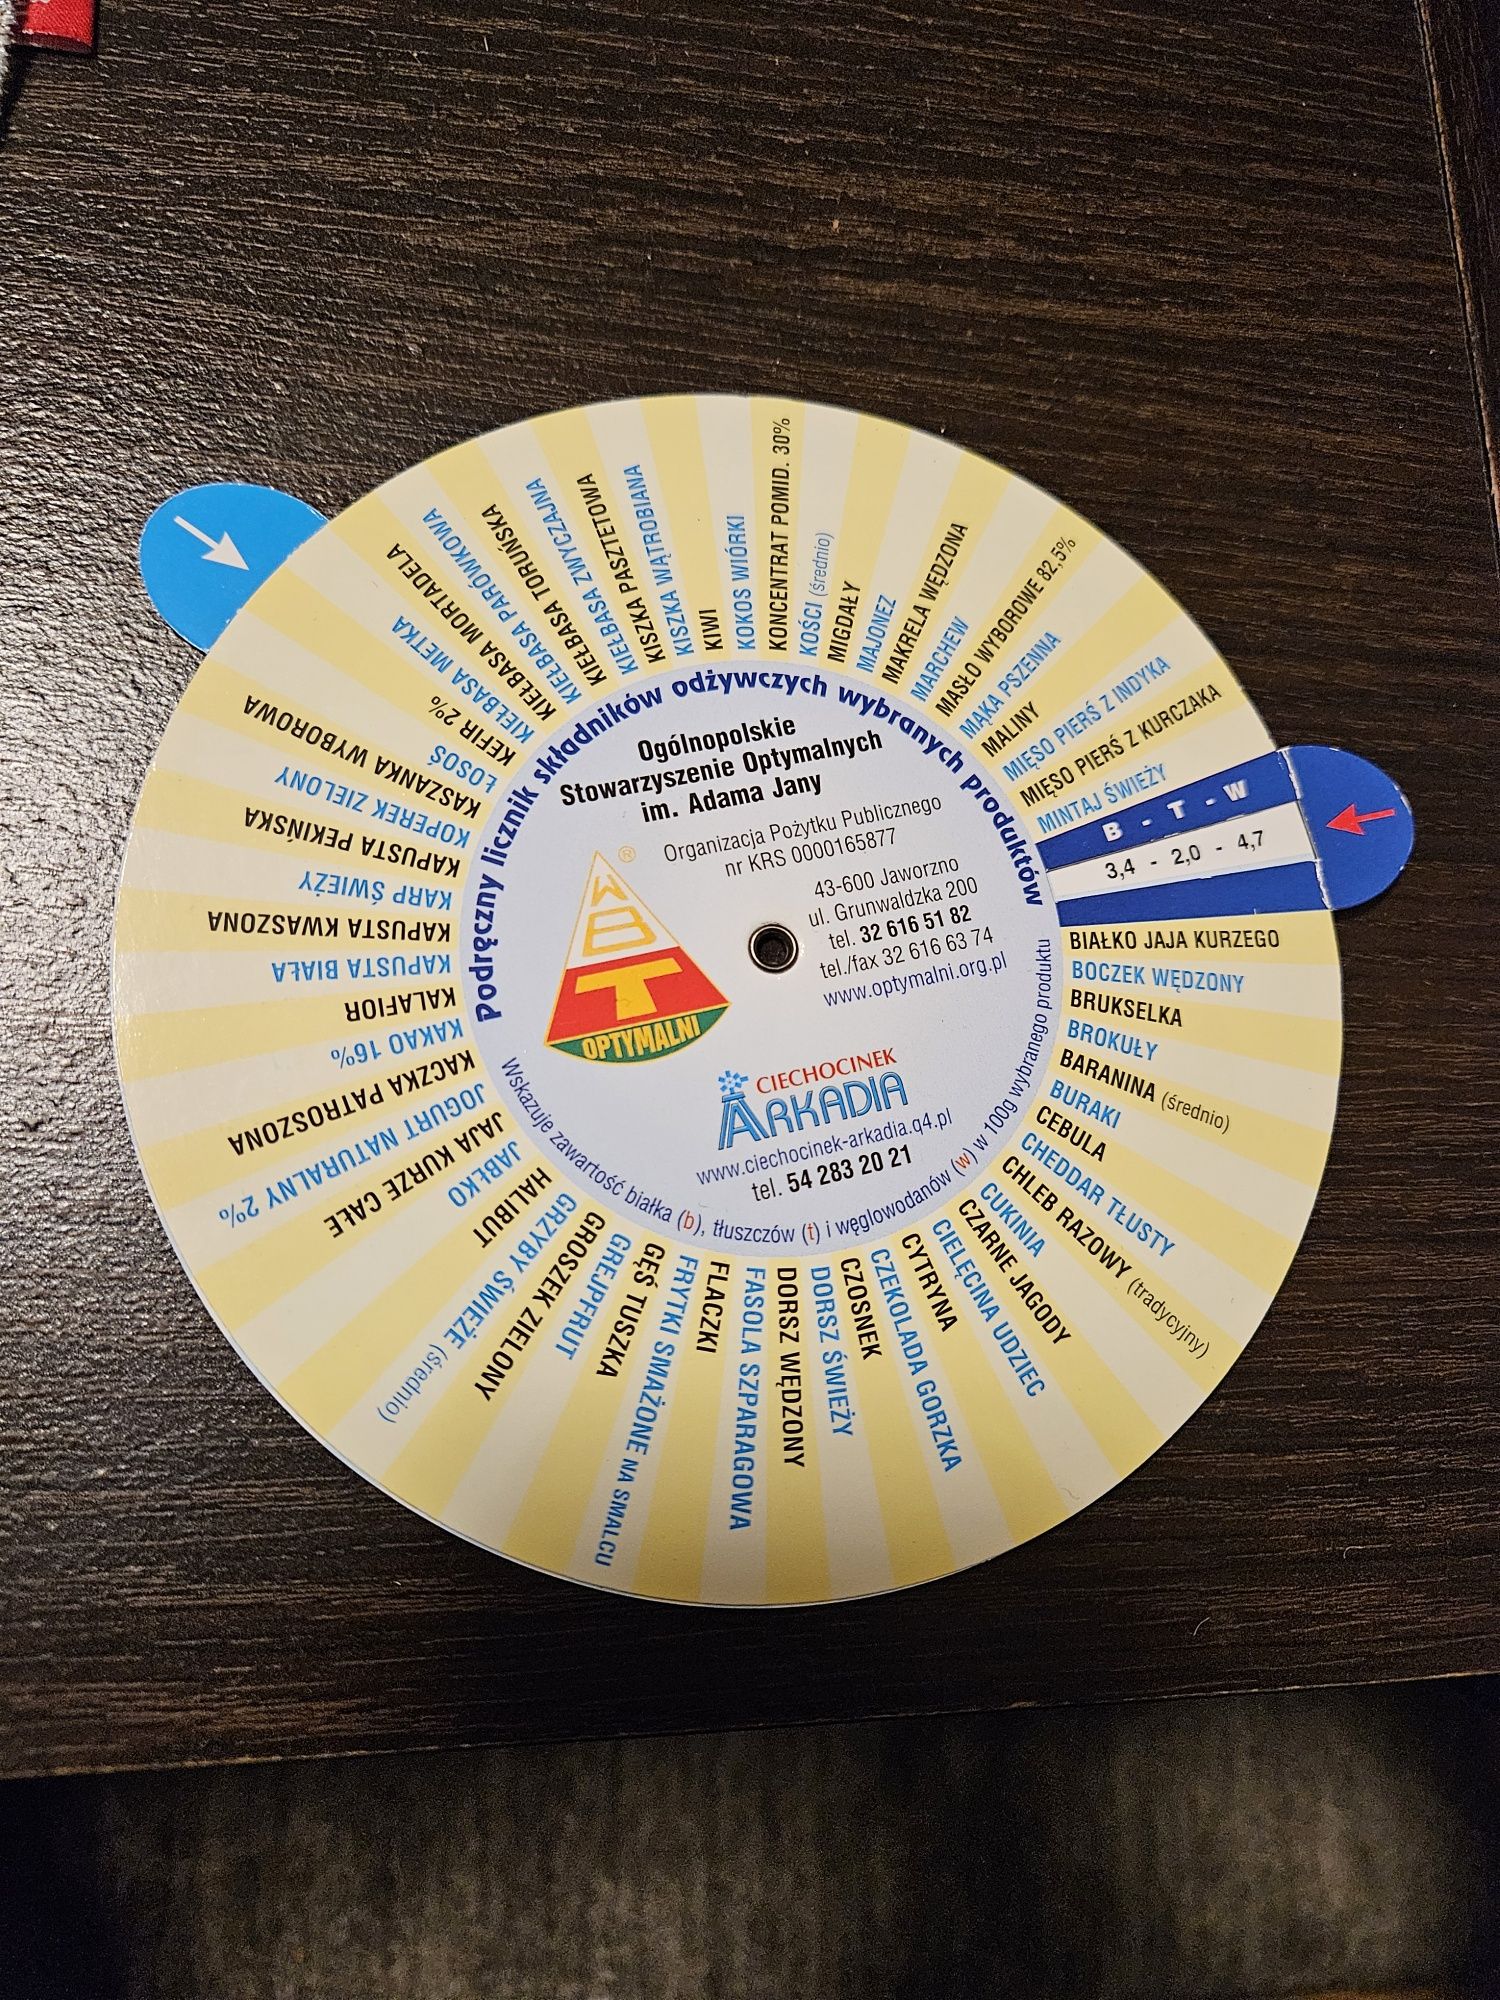 Podręczny licznik składników odżywczych wybranych produktów
Ogólnopolskie
Stowarzyszenie Optymalnych
im. Adama Jany
Organizacja Pożytku Publicznego
nr KRS 0000165877
43-600 Jaworzno
ul. Grunwaldzka 200
tel. 32 616 51 82
tel./fax 32 616 63 74
www.optymalni.org.pl
W
B
T
OPTYMALNI
®
CIECHOCINEK
ARKADIA
www.ciechocinek-arkadia.q4.pl
tel. 54 283 20 21
Wskazuje zawartość białka (b), tłuszczów (t) i węglowodanów (w) w 100g wybranego produktu
B - T - W
3,4 - 2,0 - 4,7
BIAŁKO JAJA KURZEGO
BOCZEK WĘDZONY
BRUKSELKA
BROKUŁY
BARANINA (średnio)
BURAKI
CEBULA
CHEDDAR TŁUSTY
CHLEB RAZOWY (tradycyjny)
CUKINIA
CZARNE JAGODY
CIELĘCINA UDZIEC
CYTRYNA
CZEKOLADA GORZKA
CZOSNEK
DORSZ ŚWIEŻY
DORSZ WĘDZONY
FASOLA SZPARAGOWA
FLACZKI
FRYTKI SMAŻONE NA SMALCU
GĘŚ TUSZKA
GREJPFRUT
GROSZEK ZIELONY
GRZYBY ŚWIEŻE (średnio)
HALIBUT
JABŁKO
JAJA KURZE CAŁE
JOGURT NATURALNY 2%
KACZKA PATROSZONA
KAKAO 16%
KALAFIOR
KAPUSTA BIAŁA
KAPUSTA KWASZONA
KARP ŚWIEŻY
KAPUSTA PEKIŃSKA
KOPEREK ZIELONY
KASZANKA WYBOROWA
ŁOSOŚ
KEFIR 2%
KIEŁBASA METKA
KIEŁBASA MORTADELA
KIEŁBASA PARÓWKOWA
KIEŁBASA TORUŃSKA
KIEŁBASA ZWYCZAJNA
KISZKA PASZTETOWA
KISZKA WĄTROBIANA
KIWI
KOKOS WIÓRKI
KONCENTRAT POMID. 30%
KOŚCI (średnio)
MIGDAŁY
MAJONEZ
MAKRELA WĘDZONA
MARCHEW
MASŁO WYBOROWE 82,5%
MĄKA PSZENNA
MALINY
MIĘSO PIERŚ Z INDYKA
MIĘSO PIERŚ Z KURCZAKA
MINTAJ ŚWIEŻY